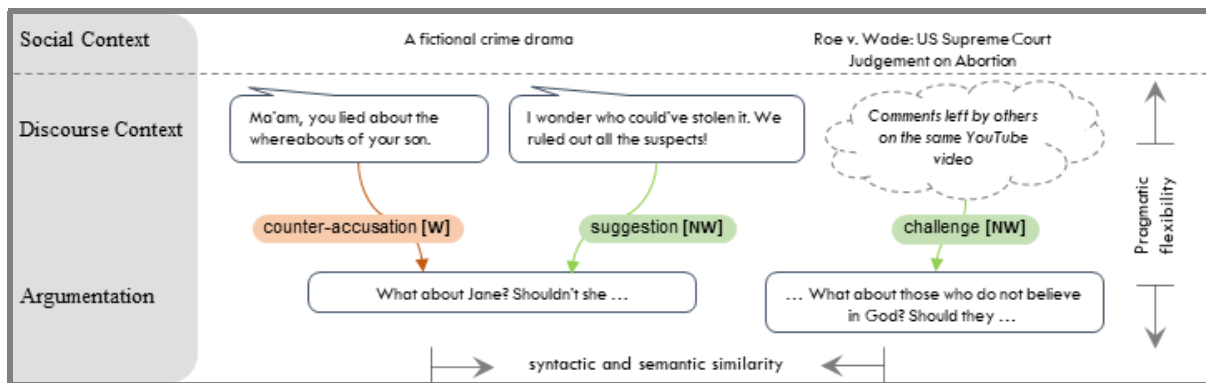 Social Context
A fictional crime drama
Roe v. Wade: US Supreme Court
Judgement on Abortion
Discourse Context
Ma'am, you lied about the
whereabouts of your son.
I wonder who could've stolen it. We
ruled out all the suspects!
Comments left by others
on the same YouTube
video
counter-accusation [W]
suggestion [NW]
challenge [NW]
Pragmatic
flexibility
Argumentation
What about Jane? Shouldn't she ...
... What about those who do not believe
in God? Should they ...
syntactic and semantic similarity